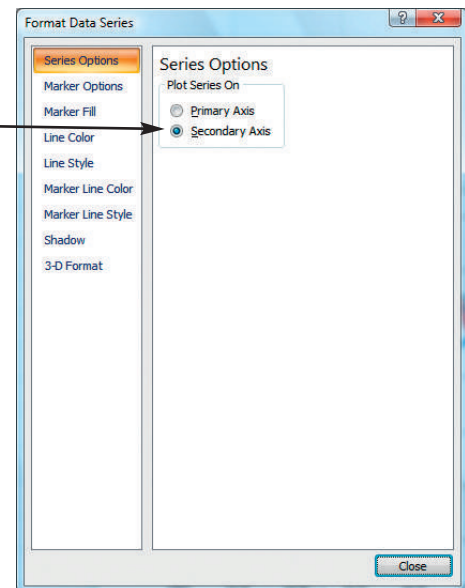 Format Data Series
Series Options
Marker Options
Marker Fill
Line Color
Line Style
Marker Line Color
Marker Line Style
Shadow
3-D Format
Series Options
Plot Series On
Primary Axis
Secondary Axis
Close